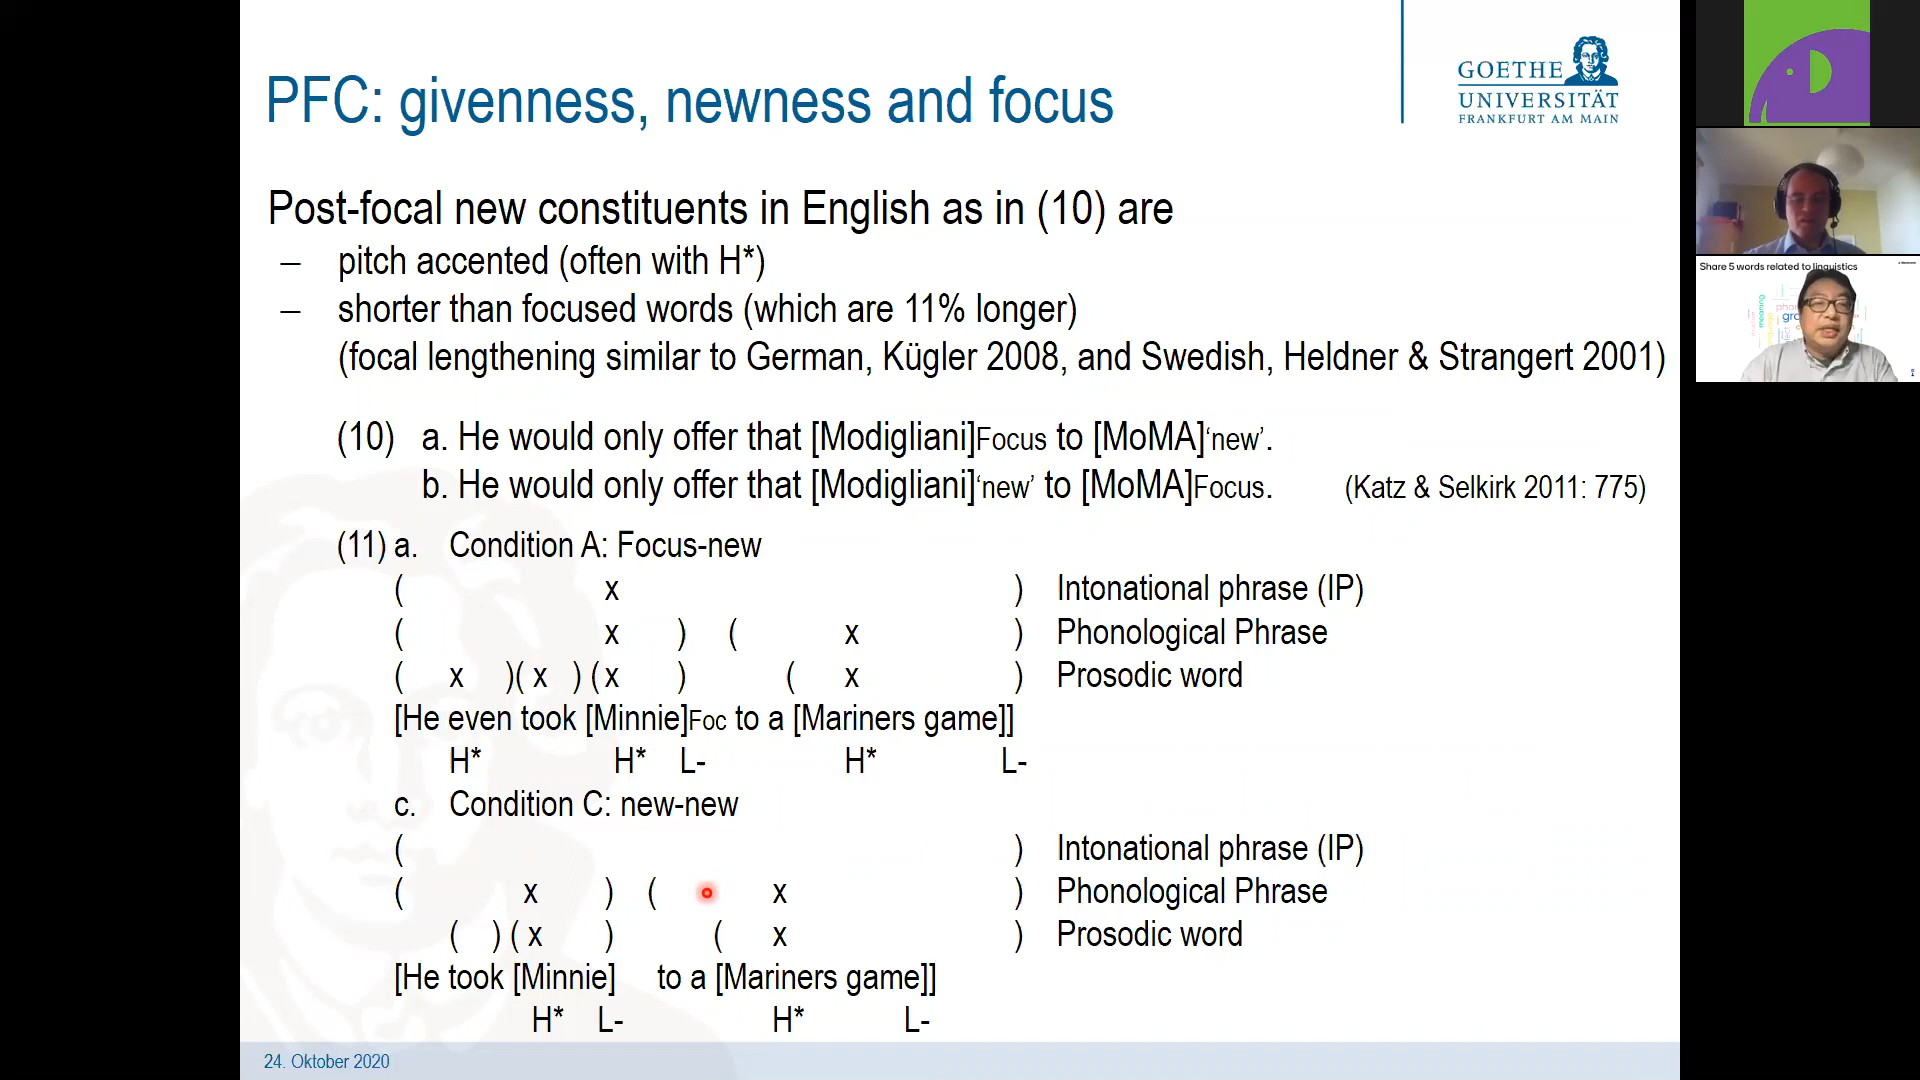 PFC: givenness, newness and focus
GOETHE
UNIVERSITÄT
FRANKFURT AM MAIN
Post-focal new constituents in English as in (10) are
– pitch accented (often with H*)
– shorter than focused words (which are 11% longer)
(focal lengthening similar to German, Kügler 2008, and Swedish, Heldner & Strangert 2001)
(10) a. He would only offer that [Modigliani]Focus to [MoMA]‘new’.
b. He would only offer that [Modigliani]‘new’ to [MoMA]Focus. (Katz & Selkirk 2011: 775)
(11) a. Condition A: Focus-new
( x ) Intonational phrase (IP)
( x ) ( x ) Phonological Phrase
( x )( x ) ( x ) ( x ) Prosodic word
[He even took [Minnie]Foc to a [Mariners game]]
H* H* L- H* L-
c. Condition C: new-new
( ) Intonational phrase (IP)
( x ) ( x ) Phonological Phrase
( ) ( x ) ( x ) Prosodic word
[He took [Minnie] to a [Mariners game]]
H* L- H* L-
24. Oktober 2020
Share 5 words related to linguistics
meaning